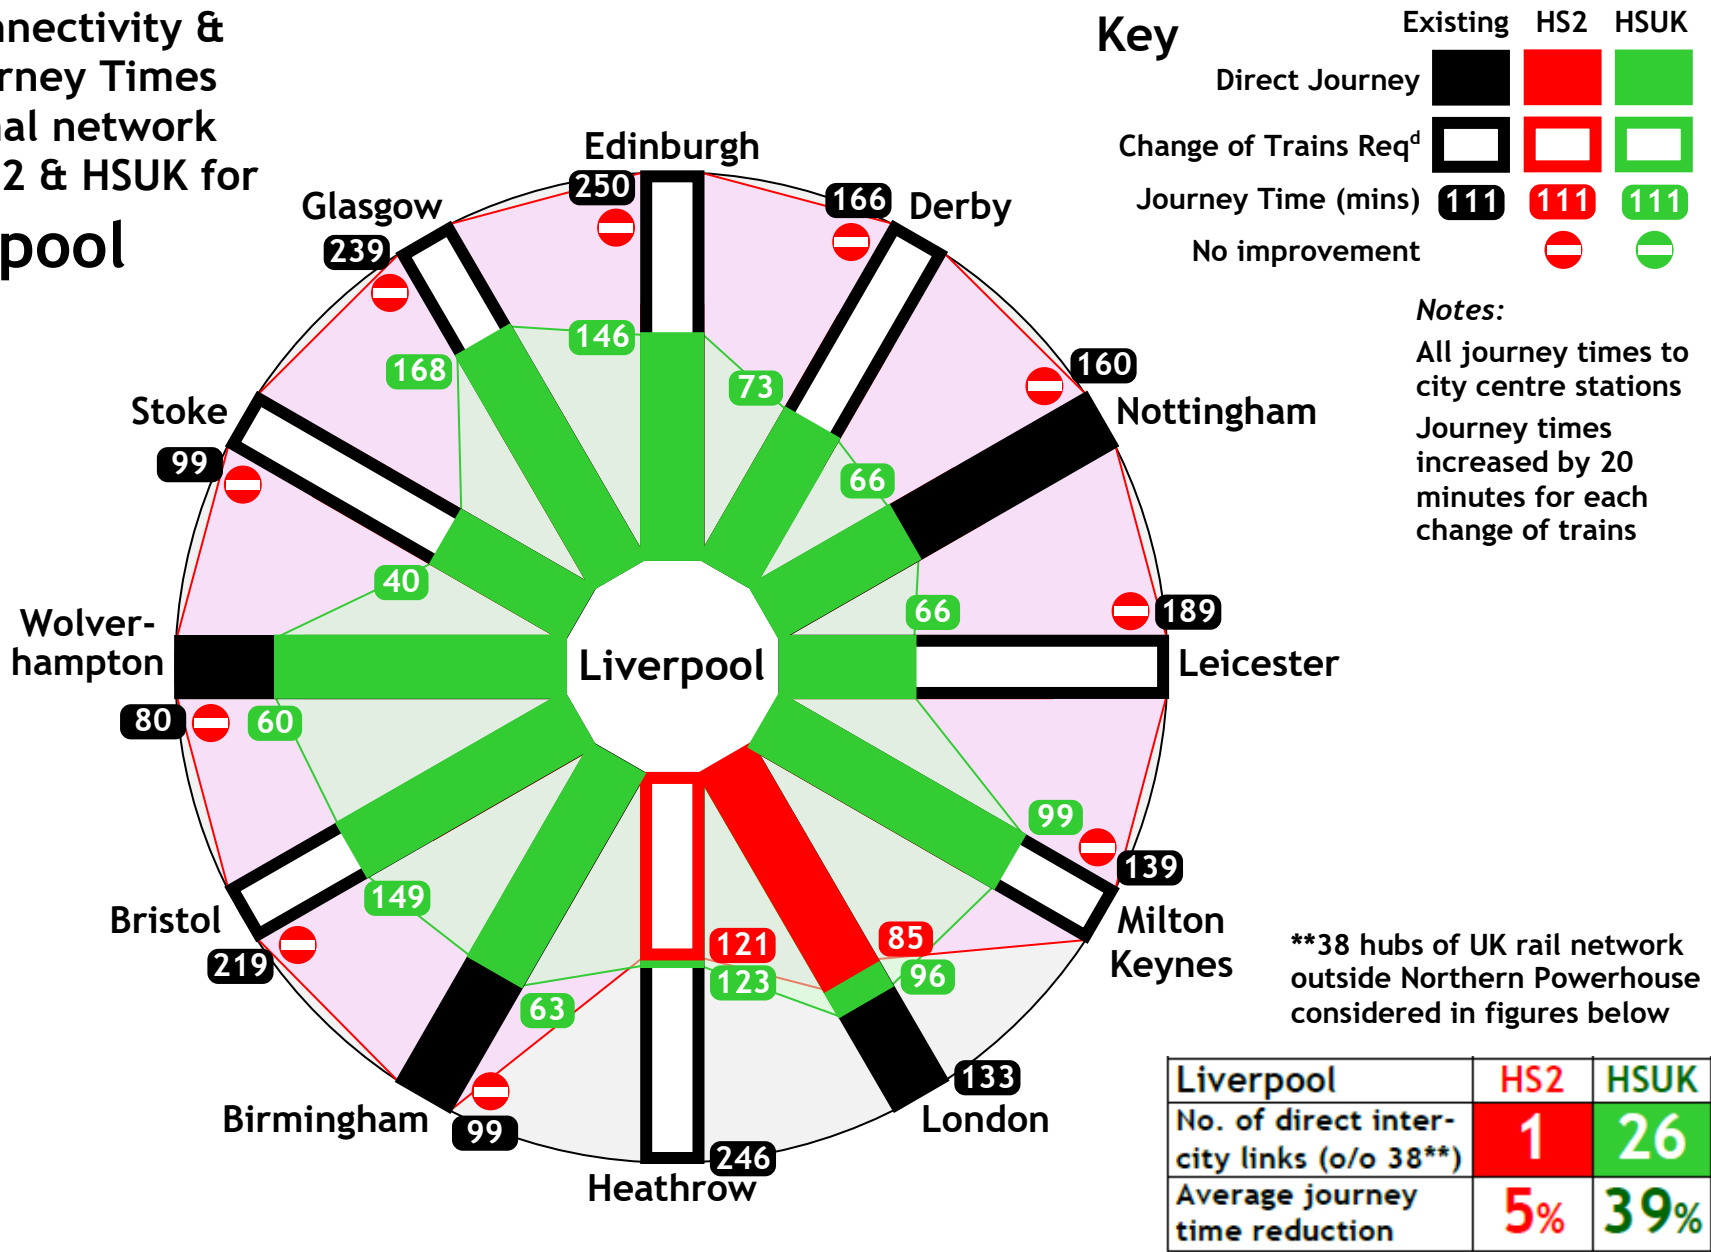 nnectivity &
rney Times
al network
2 & HSUK for
pool
Key
Existing HS2 HSUK
Direct Journey
Change of Trains Reqd
Journey Time (mins) 111 111 111
No improvement
Notes:
All journey times to
city centre stations
Journey times
increased by 20
minutes for each
change of trains
Edinburgh
250
146
Derby
166
73
Nottingham
160
66
Leicester
189
66
Milton
Keynes
139
99
London
133
85
96
Heathrow
246
121
123
Birmingham
99
63
Bristol
219
149
Wolver-
hampton
80
60
Stoke
99
40
Glasgow
239
168
Liverpool
**38 hubs of UK rail network
outside Northern Powerhouse
considered in figures below
Liverpool HS2 HSUK
No. of direct inter-
city links (o/o 38**) 1 26
Average journey
time reduction 5% 39%